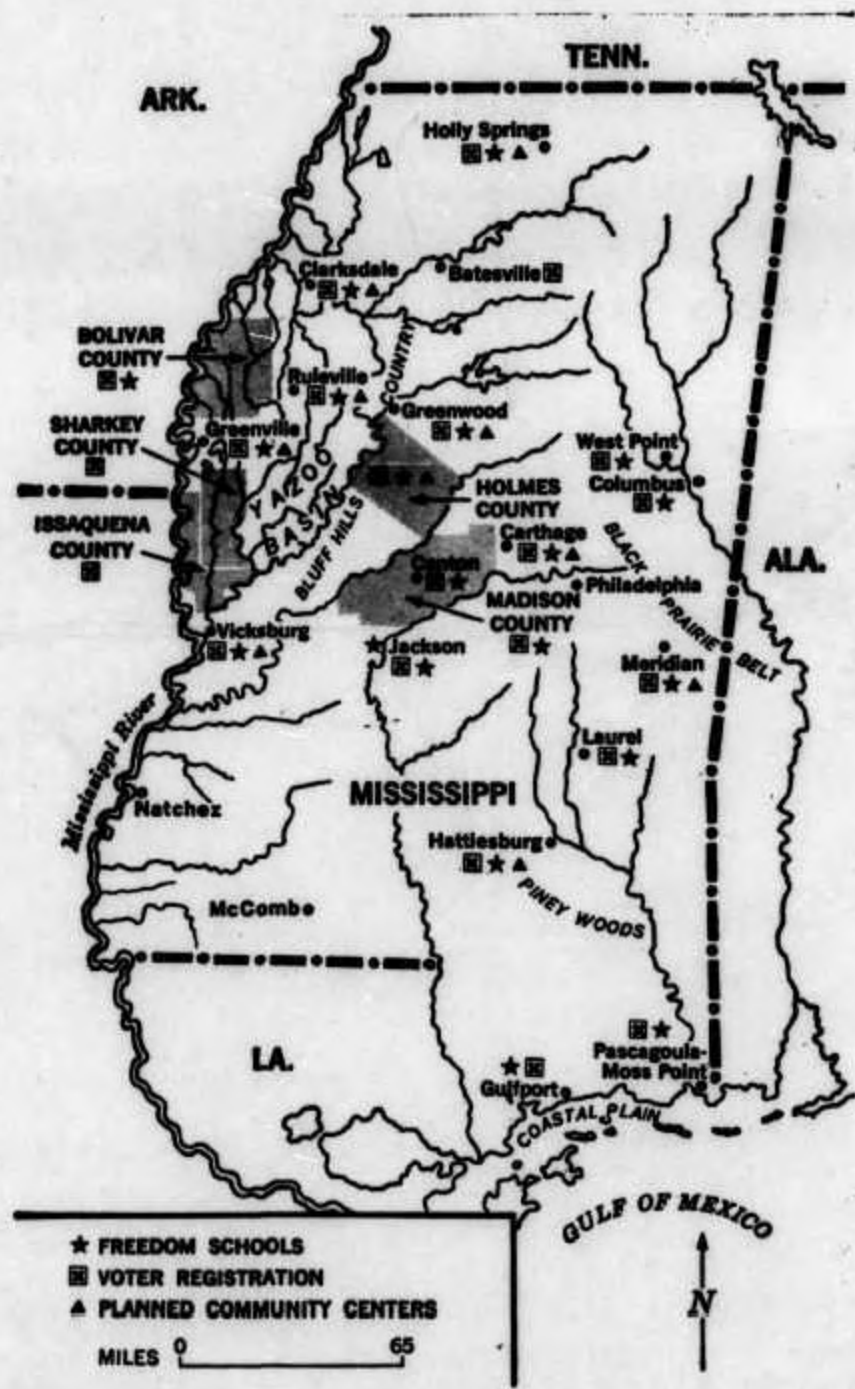 TENN.
ARK.
Holly Springs
Clarksdale
Batesville
BOLIVAR
COUNTY
COUNTRY
Ruleville
Greenwood
SHARKEY
COUNTY
Greenville
West Point
YAZOO
BASIN
HOLMES
COUNTY
Columbus
ISSAQUENA
COUNTY
BLUFF HILLS
Carthage
BLACK PRAIRIE BELT
ALA.
Canton
Philadelphia
MADISON
COUNTY
Vicksburg
Jackson
Meridian
Mississippi River
Laurel
Natchez
MISSISSIPPI
Hattiesburg
PINEY WOODS
McComb
LA.
Pascagoula-
Moss Point
Gulfport
COASTAL PLAIN
GULF OF MEXICO
FREEDOM SCHOOLS
VOTER REGISTRATION
PLANNED COMMUNITY CENTERS
MILES 0 65
N